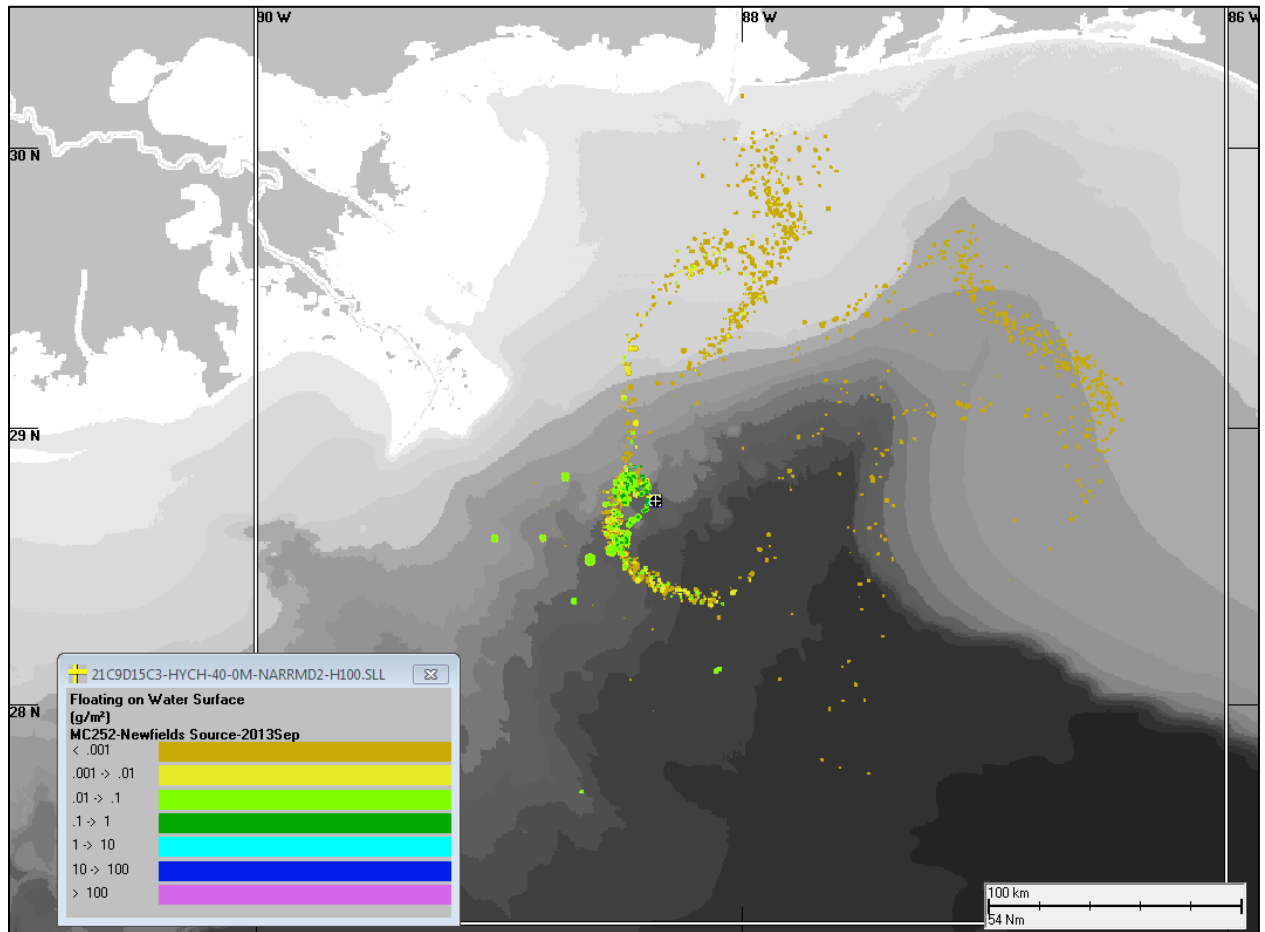 90 W
88 W
86 W
30 N
29 N
28 N
21C9D15C3-HYCH-40-0M-NARRMD2-H100.SLL
Floating on Water Surface
(g/m²)
MC252-Newfields Source-2013Sep
< .001
.001 -> .01
.01 -> .1
.1 -> 1
1 -> 10
10 -> 100
> 100
100 km
54 Nm